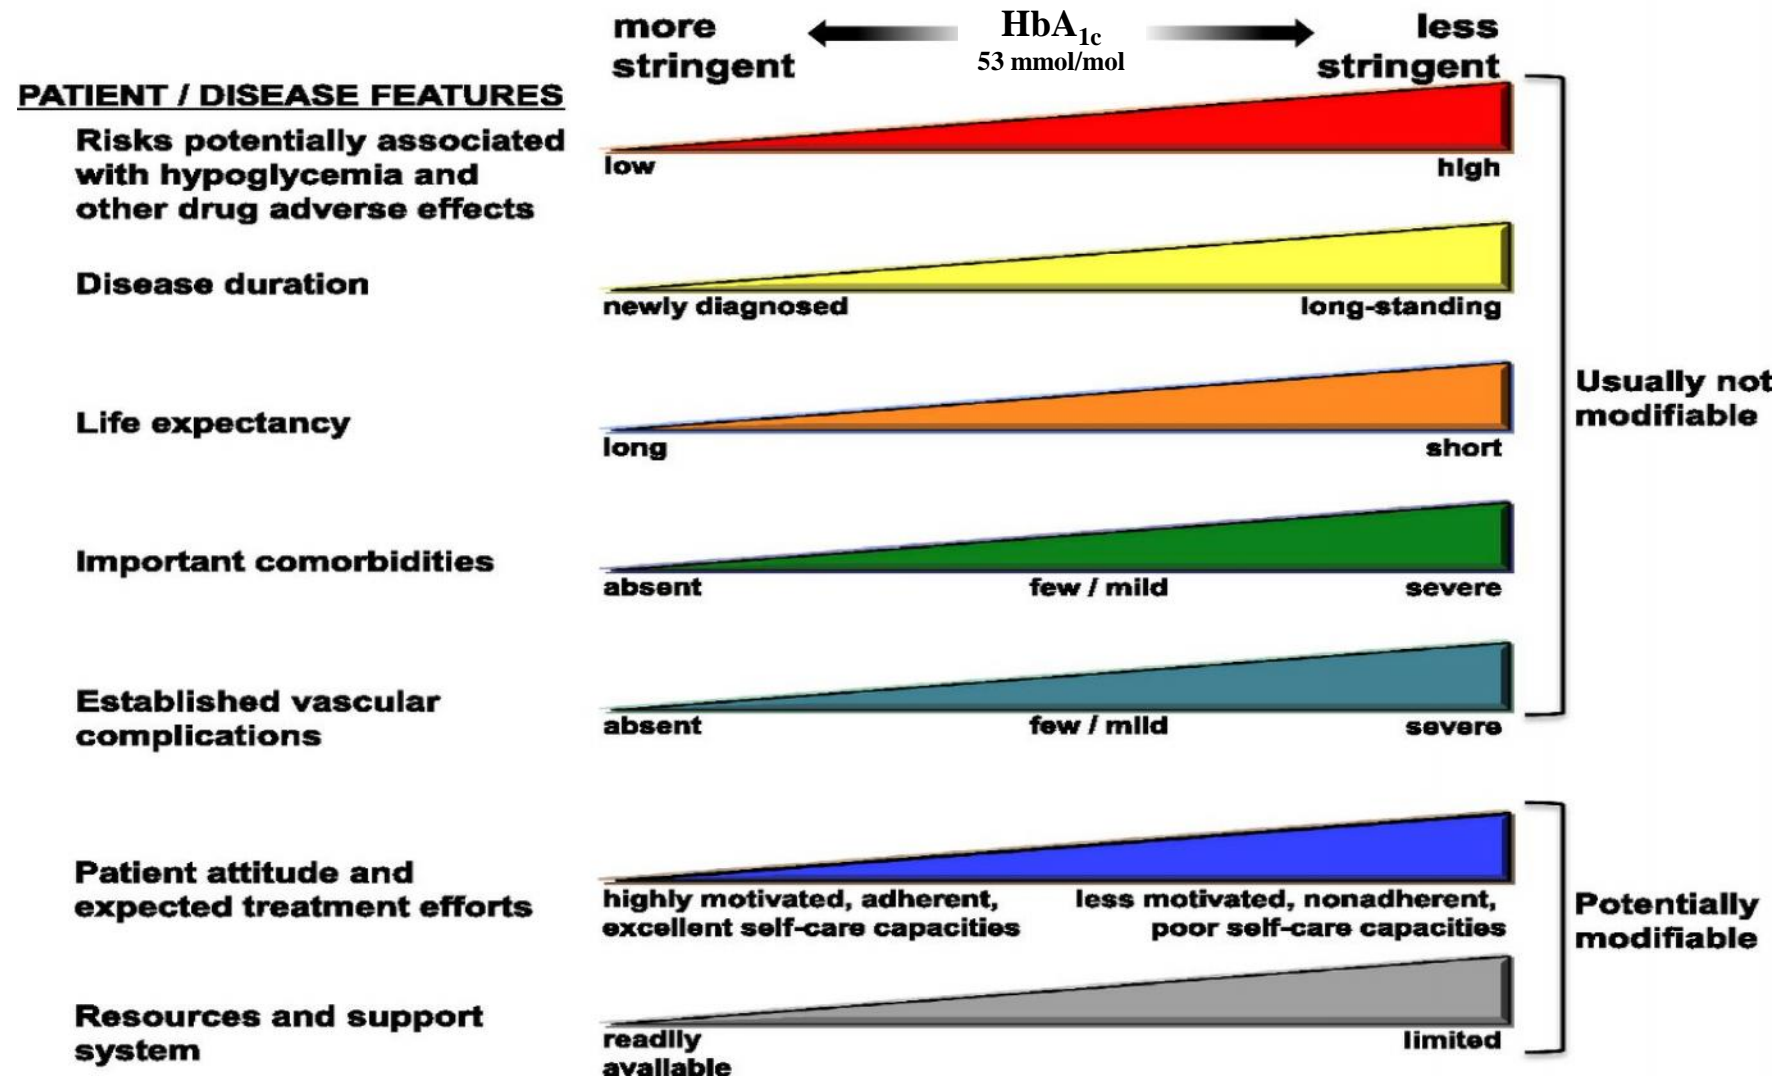 more
stringent
HbA1c
53 mmol/mol
less
stringent
PATIENT / DISEASE FEATURES
Risks potentially associated
with hypoglycemia and
other drug adverse effects
low
high
Disease duration
newly diagnosed
long-standing
Life expectancy
long
short
Usually not
modifiable
Important comorbidities
absent
few / mild
severe
Established vascular
complications
absent
few / mild
severe
Patient attitude and
expected treatment efforts
highly motivated, adherent,
excellent self-care capacities
less motivated, nonadherent,
poor self-care capacities
Potentially
modifiable
Resources and support
system
readily
available
limited